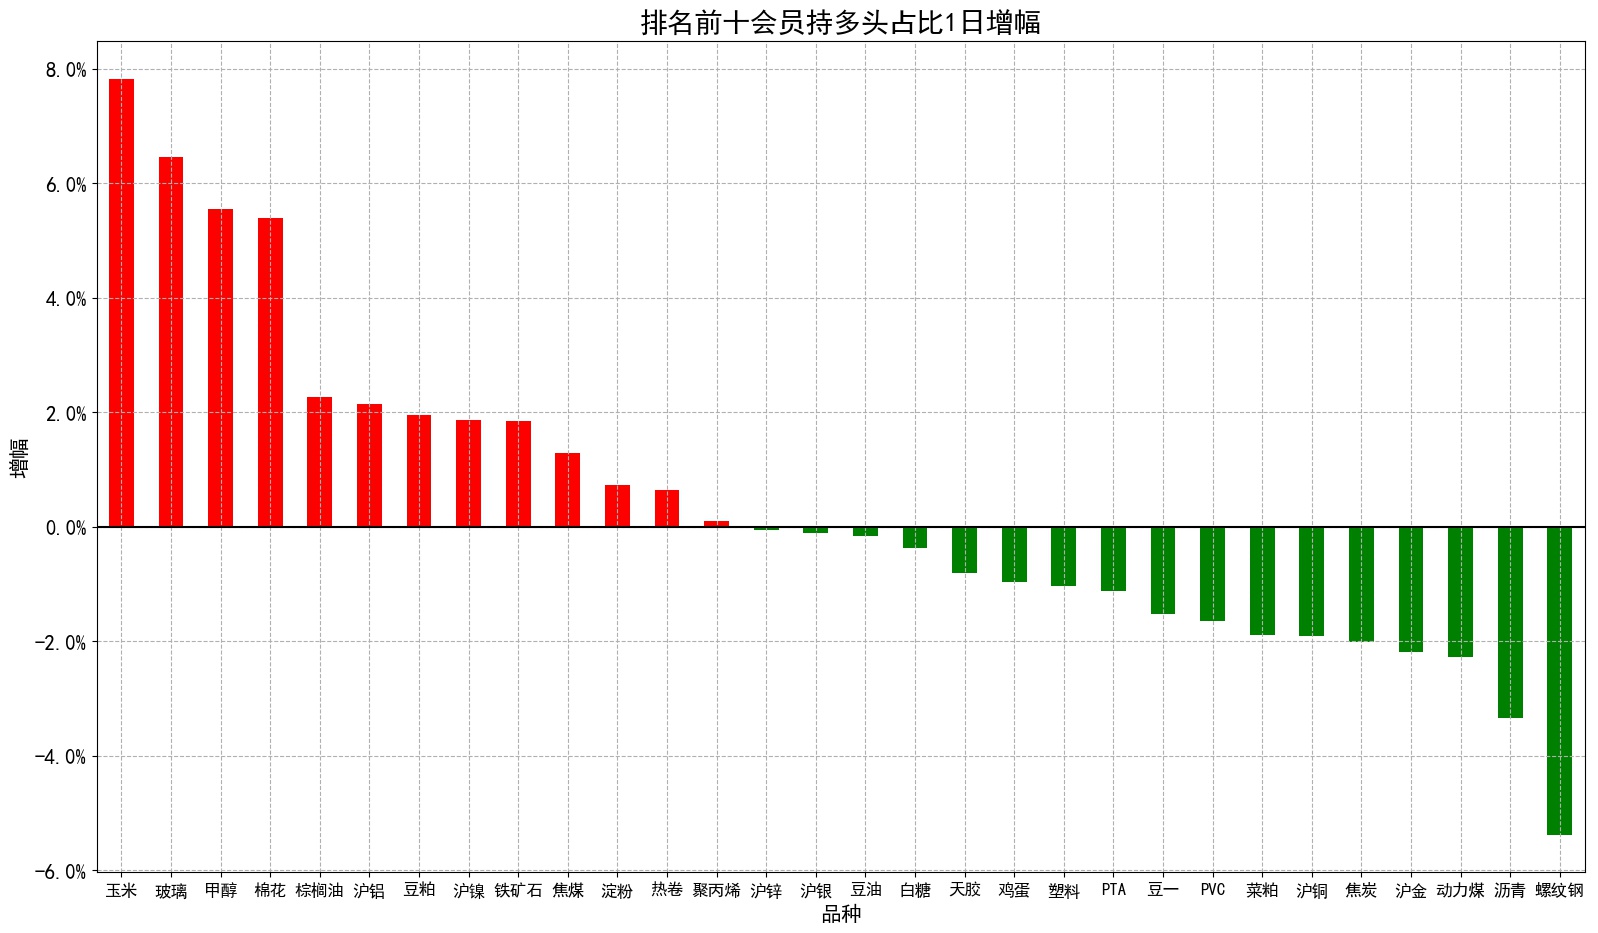 排名前十会员持多头占比1日增幅
8.0%
6.0%
4.0%
2.0%
0.0%
−2.0%
−4.0%
−6.0%
增幅
玉米 玻璃 甲醇 棉花 棕榈油 沪铝 豆粕 沪镍 铁矿石 焦煤 淀粉 热卷 聚丙烯 沪锌 沪银 豆油 白糖 天胶 鸡蛋 塑料 PTA 豆一 PVC 菜粕 沪铜 焦炭 沪金 动力煤 沥青 螺纹钢
品种